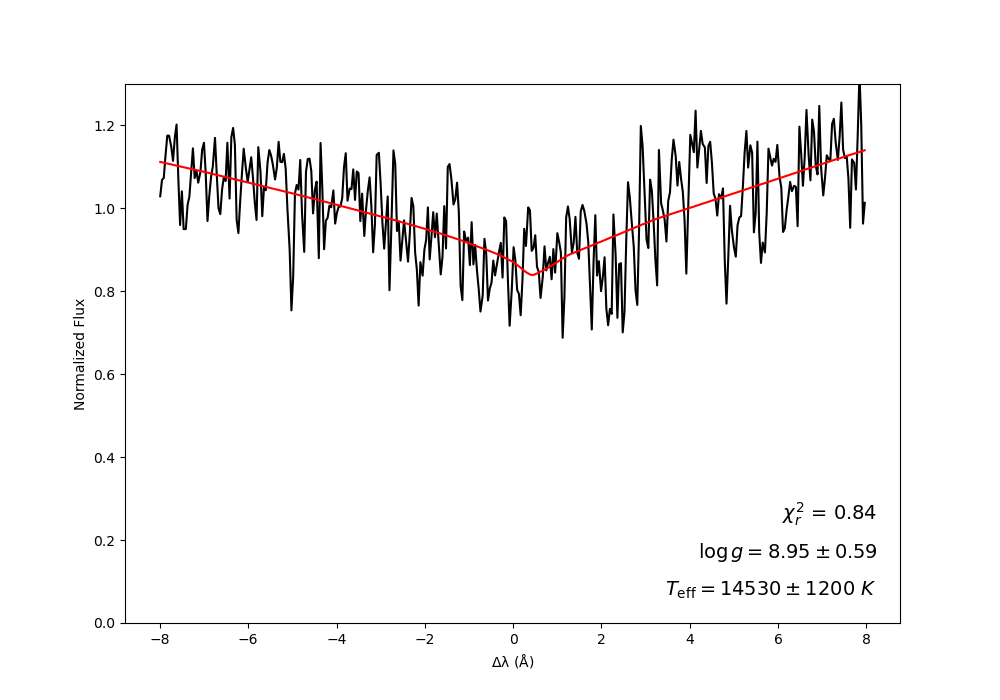 1.2
1.0
0.8
0.6
0.4
0.2
0.0
Normalized Flux
χ²ᵣ = 0.84
log g = 8.95 ± 0.59
T_eff = 14530 ± 1200 K
−8 −6 −4 −2 0 2 4 6 8
Δλ (Å)